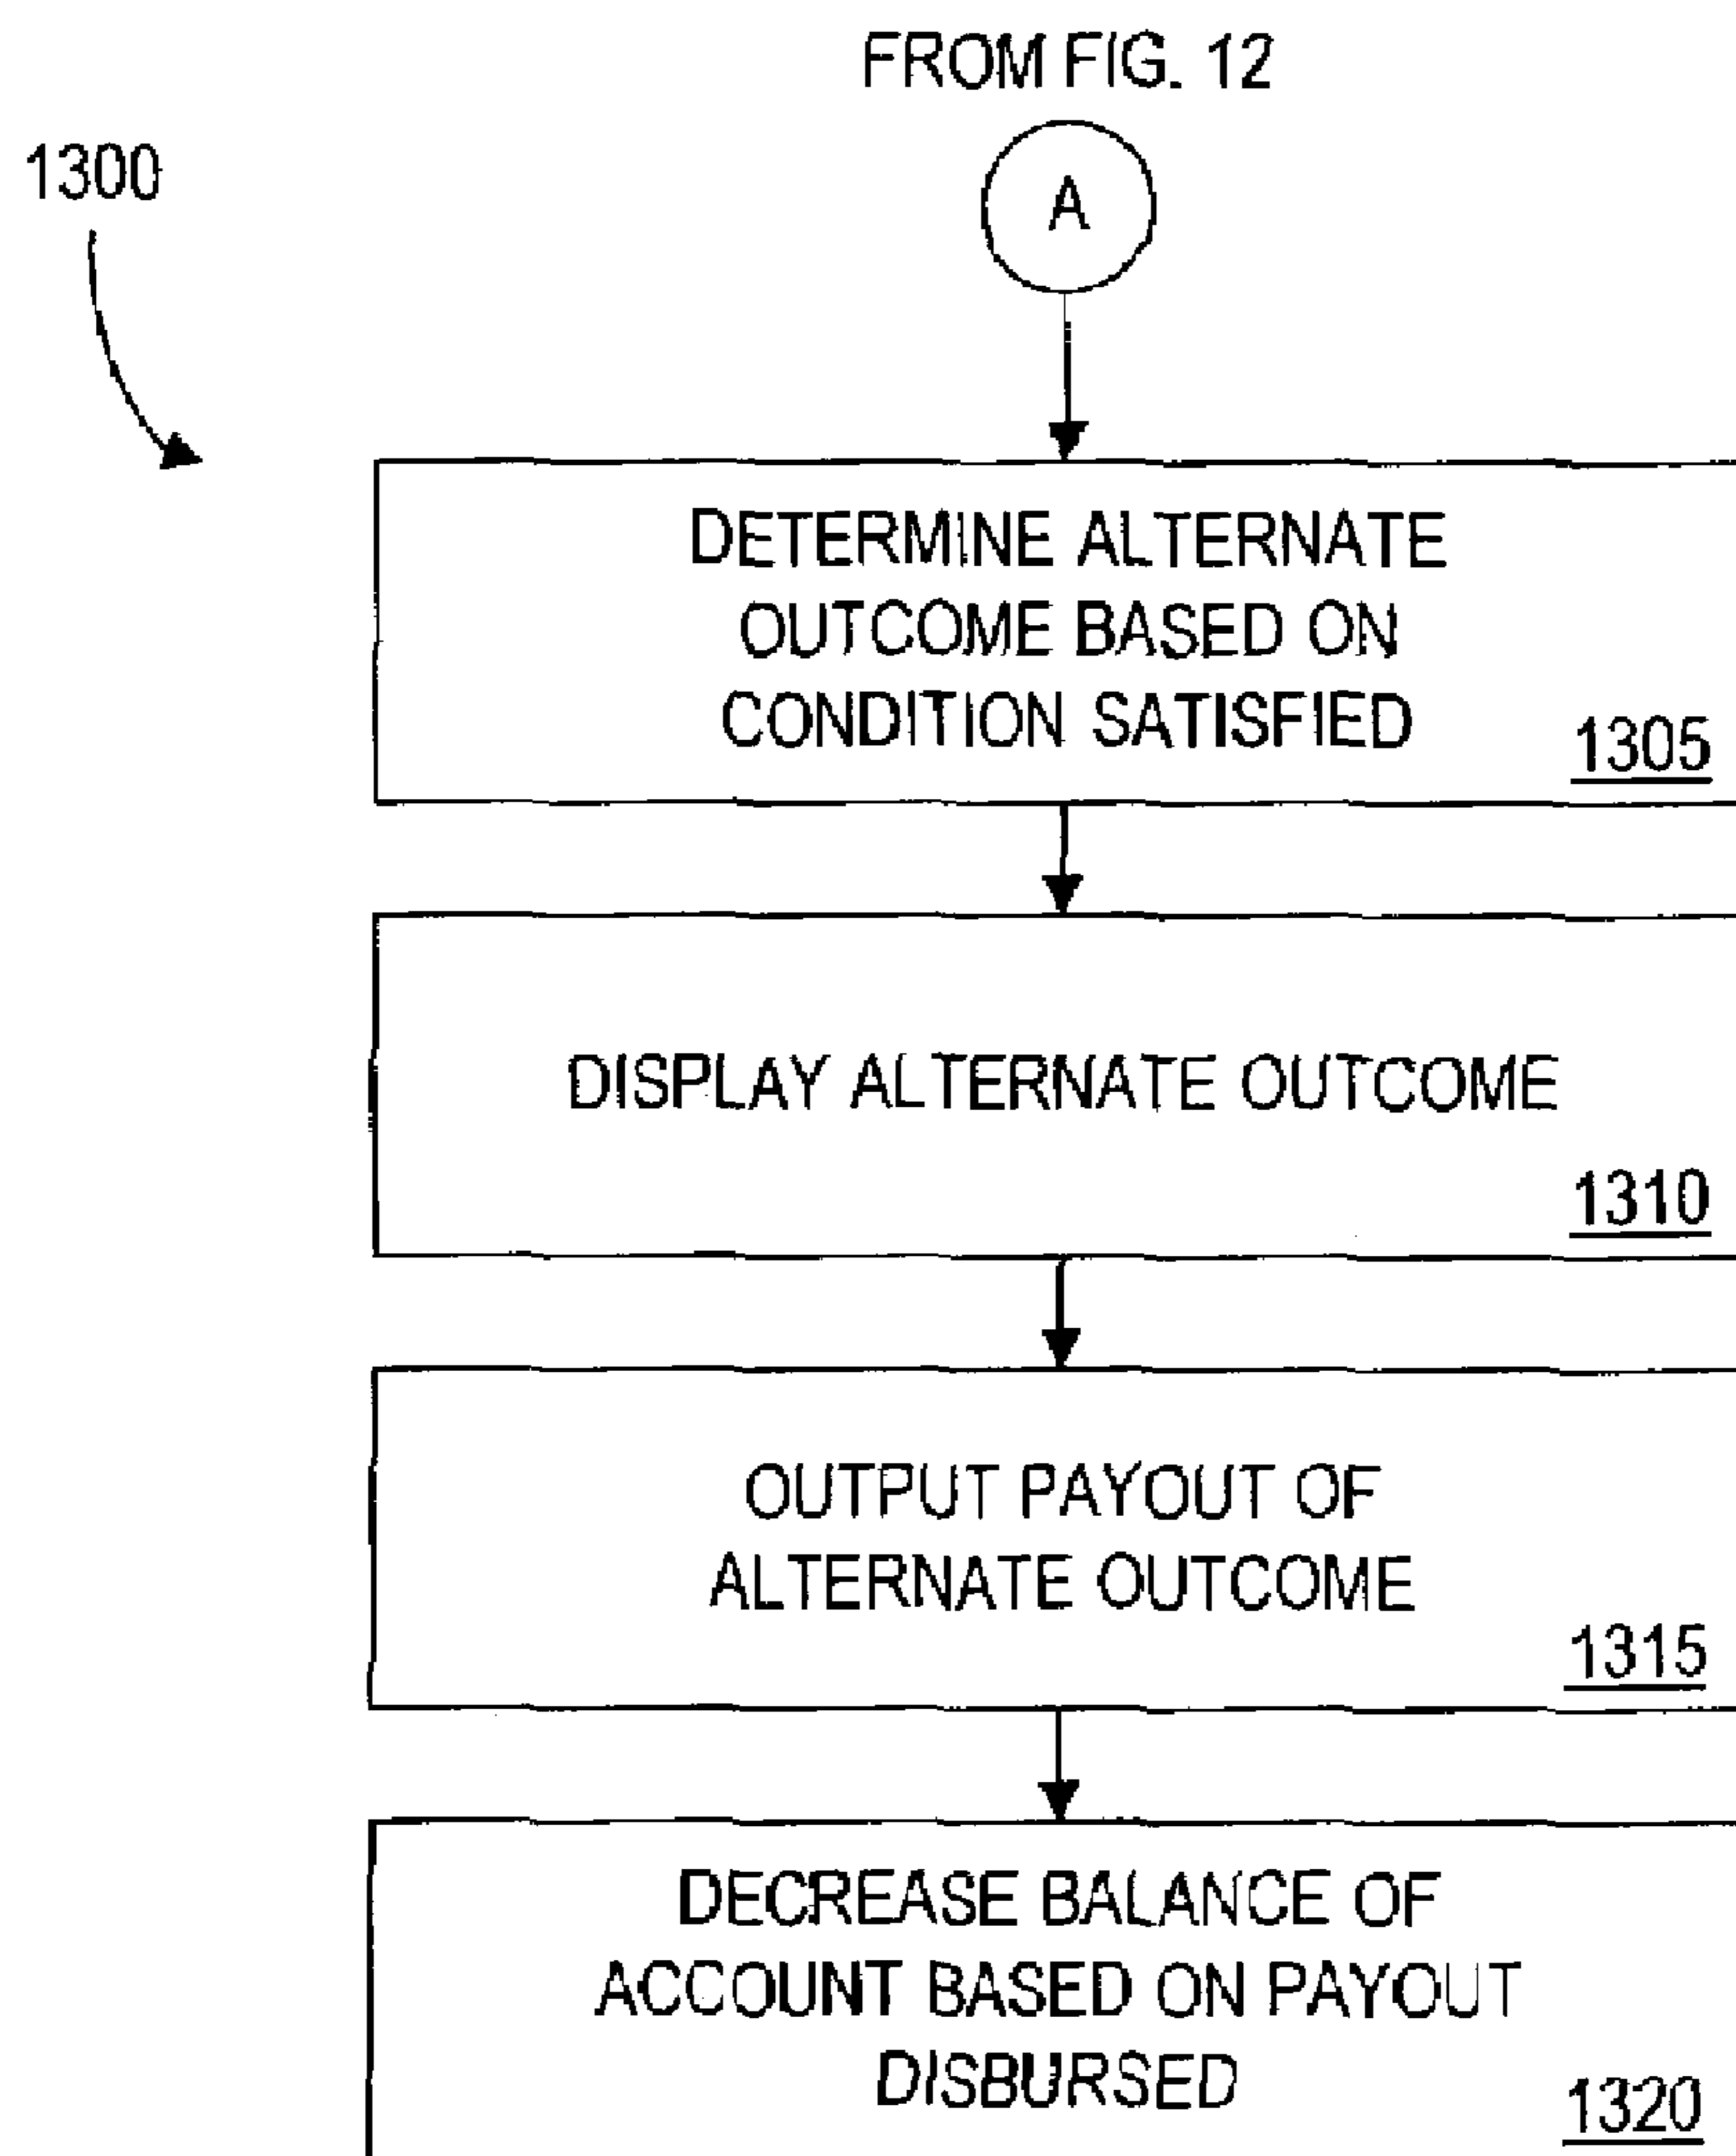 FROM FIG. 12
1300
A
DETERMINE ALTERNATE
OUTCOME BASED ON
CONDITION SATISFIED
1305
DISPLAY ALTERNATE OUTCOME
1310
OUTPUT PAYOUT OF
ALTERNATE OUTCOME
1315
DECREASE BALANCE OF
ACCOUNT BASED ON PAYOUT
DISBURSED
1320